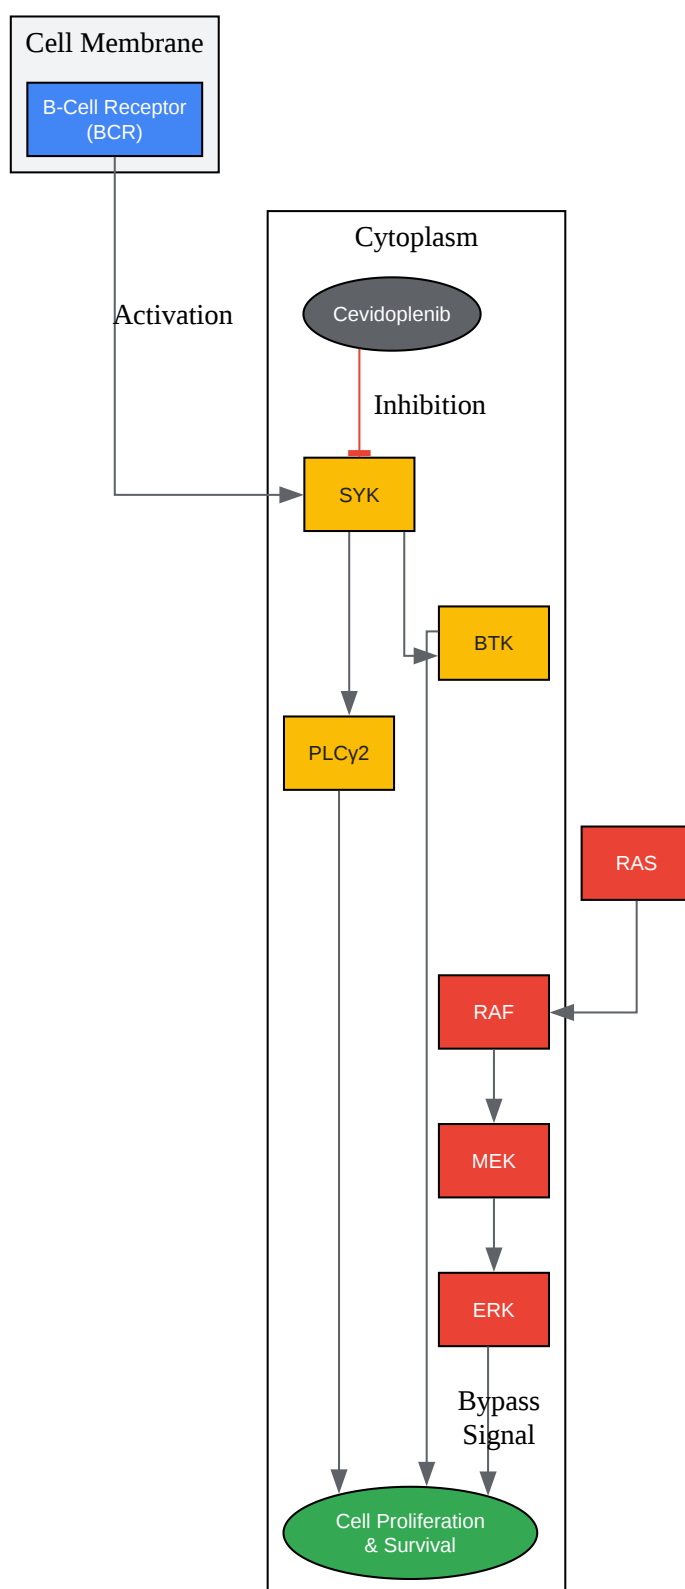 Cell Membrane
B-Cell Receptor
(BCR)
Cytoplasm
Cevidoplenib
Activation
Inhibition
SYK
BTK
PLCγ2
RAS
RAF
MEK
ERK
Bypass
Signal
Cell Proliferation
& Survival